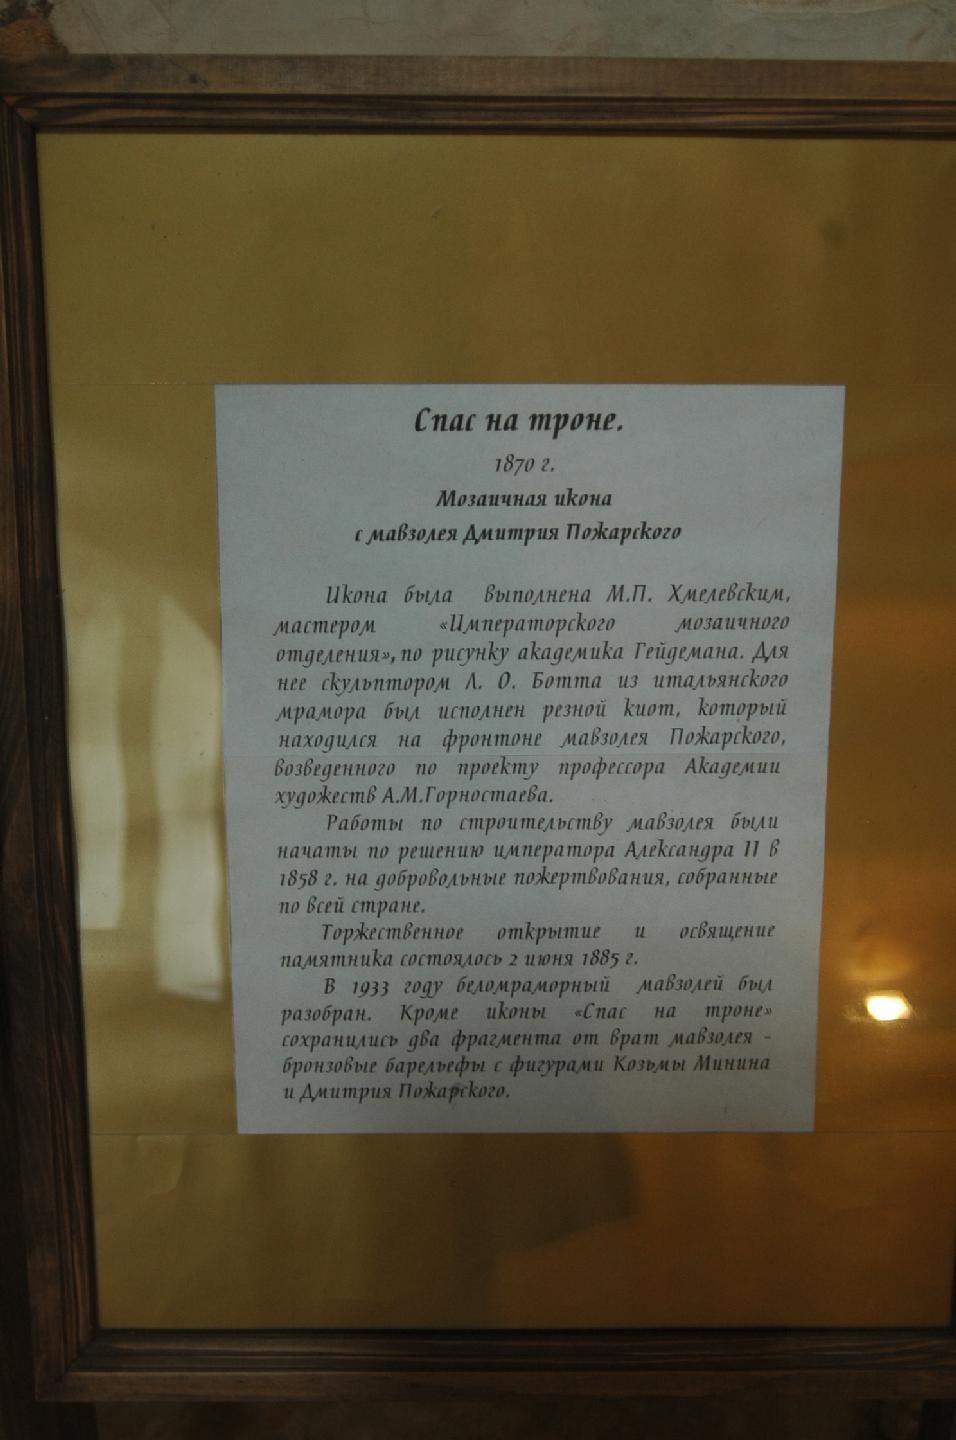 Спас на троне.
1870 г.
Мозаичная икона
с мавзолея Дмитрия Пожарского
Икона была выполнена М.П. Хмелевским,
мастером «Императорского мозаичного
отделения», по рисунку академика Гейдемана. Для
нее скульптором Л. О. Ботта из итальянского
мрамора был исполнен резной киот, который
находился на фронтоне мавзолея Пожарского,
возведенного по проекту профессора Академии
художеств А.М.Горностаева.
Работы по строительству мавзолея были
начаты по решению императора Александра II в
1858 г. на добровольные пожертвования, собранные
по всей стране.
Торжественное открытие и освящение
памятника состоялось 2 июня 1885 г.
В 1933 году беломраморный мавзолей был
разобран. Кроме иконы «Спас на троне»
сохранились два фрагмента от врат мавзолея -
бронзовые барельефы с фигурами Козьмы Минина
и Дмитрия Пожарского.